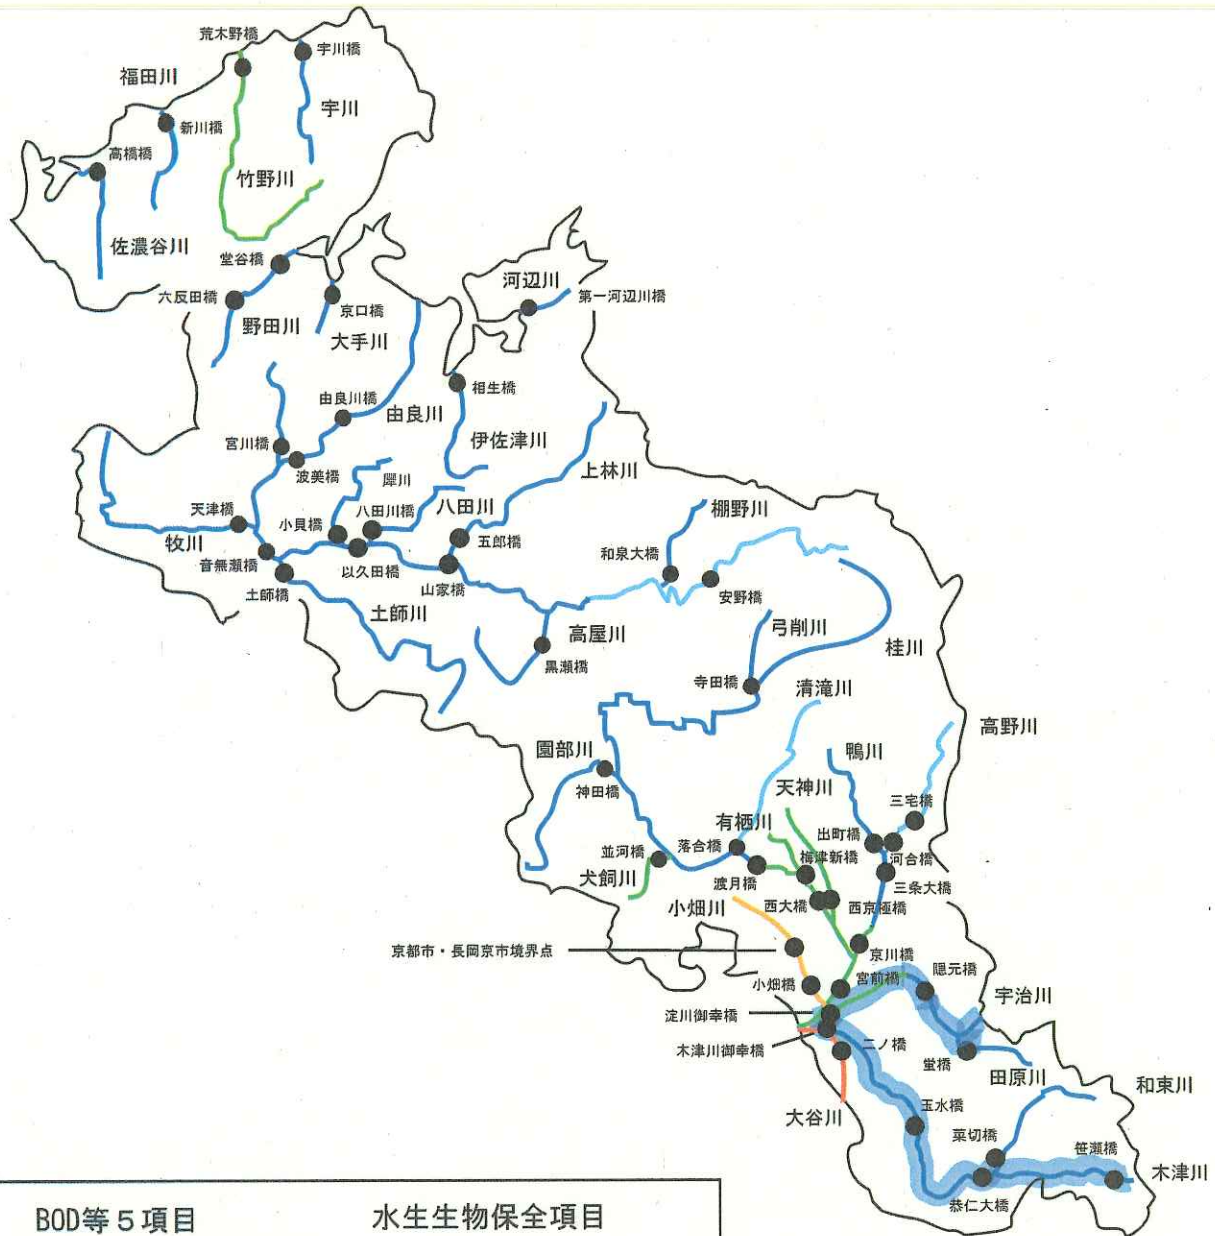 荒木野橋
宇川橋
福田川
宇川
新川橋
高橋橋
竹野川
佐濃谷川
堂谷橋
河辺川
第一河辺川橋
六反田橋
京口橋
野田川
大手川
相生橋
由良川橋
由良川
宮川橋
伊佐津川
波美橋
上林川
犀川
天津橋
小貝橋
八田川橋
八田川
棚野川
牧川
五郎橋
和泉大橋
音無瀬橋
以久田橋
土師橋
山家橋
安野橋
土師川
高屋川
弓削川
桂川
黒瀬橋
寺田橋
清滝川
高野川
園部川
鴨川
神田橋
天神川
三宅橋
有栖川
出町橋
落合橋
梅津新橋
河合橋
並河橋
渡月橋
三条大橋
犬飼川
西大橋
西京極橋
小畑川
京都市・長岡京市境界点
京川橋
隠元橋
小畑橋
宮前橋
宇治川
淀川御幸橋
木津川御幸橋
二ノ橋
蛍橋
田原川
和束川
大谷川
玉水橋
菜切橋
笹瀬橋
木津川
恭仁大橋
BOD等5項目
水生生物保全項目